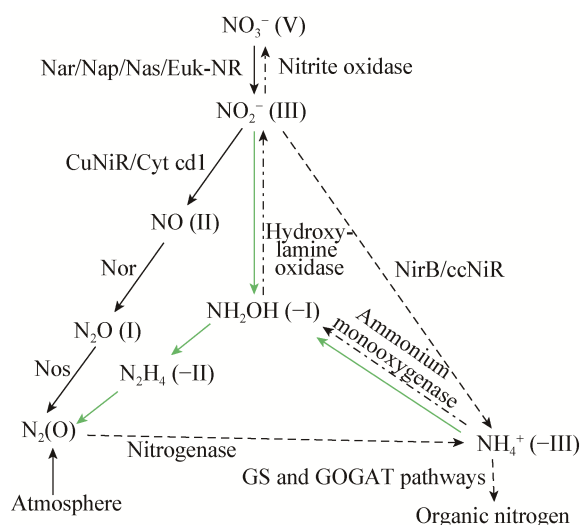 NO₃⁻ (V)
Nar/Nap/Nas/Euk-NR
Nitrite oxidase
NO₂⁻ (III)
CuNiR/Cyt cd1
NO (II)
Hydroxy-
lamine
oxidase
NirB/ccNiR
Nor
NH₂OH (−I)
Ammonium
monooxygenase
N₂O (I)
N₂H₄ (−II)
Nos
N₂(O)
Nitrogenase
NH₄⁺ (−III)
GS and GOGAT pathways
Atmosphere
Organic nitrogen